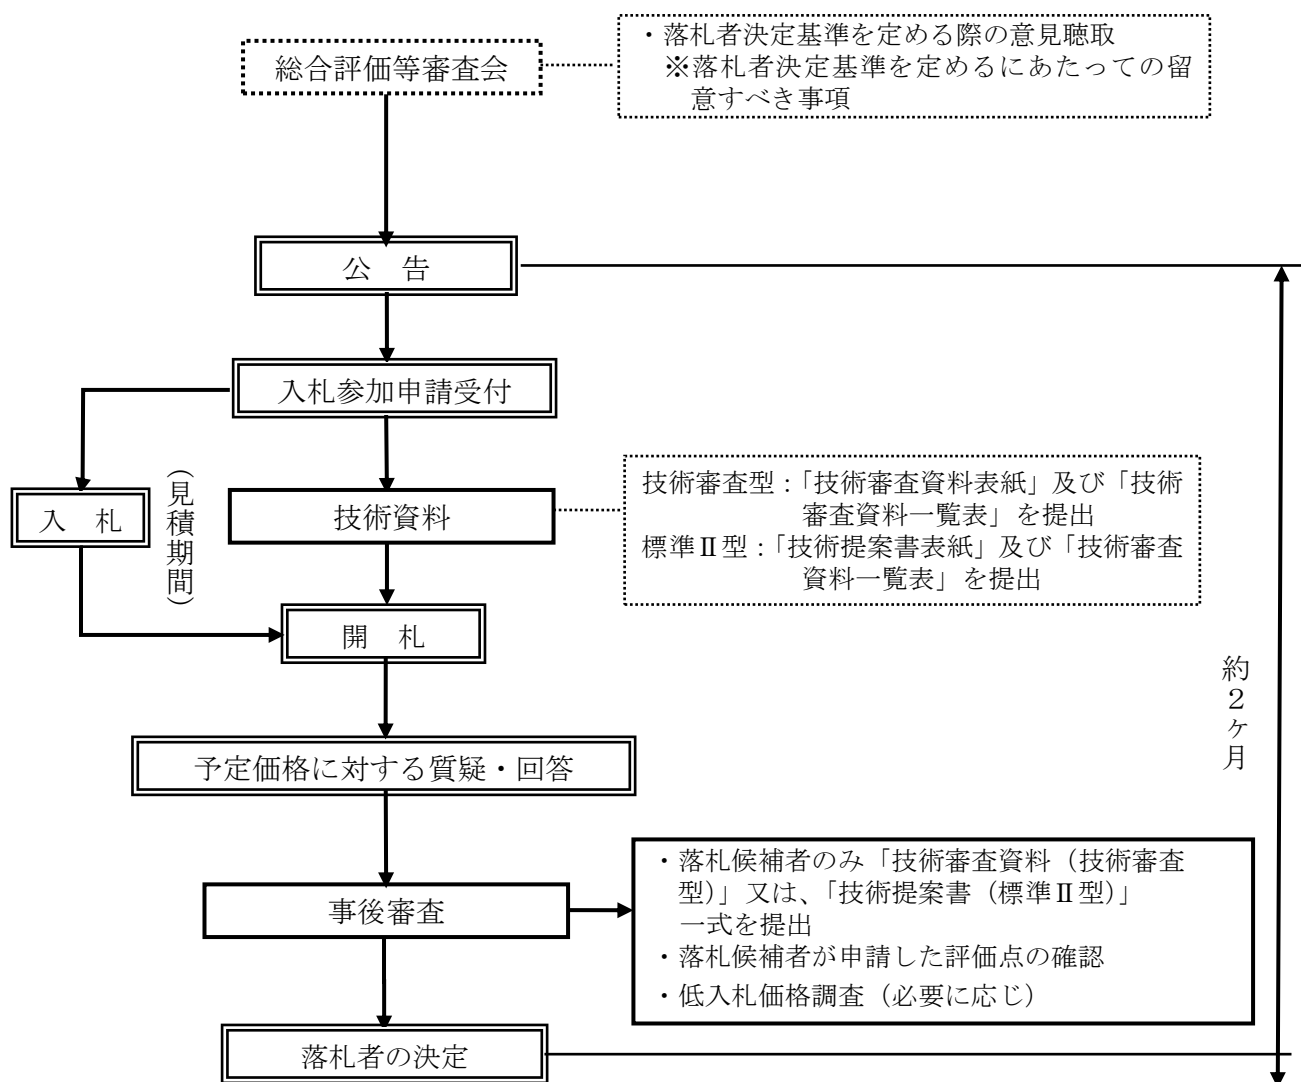 総合評価等審査会
・落札者決定基準を定める際の意見聴取
※落札者決定基準を定めるにあたっての留
意すべき事項
公　告
入札参加申請受付
入　札
(見積期間)
技術資料
技術審査型：「技術審査資料表紙」及び「技術
審査資料一覧表」を提出
標準Ⅱ型：「技術提案書表紙」及び「技術審査
資料一覧表」を提出
開　札
約２ヶ月
予定価格に対する質疑・回答
事後審査
・落札候補者のみ「技術審査資料（技術審査
型）」又は、「技術提案書（標準Ⅱ型）」
一式を提出
・落札候補者が申請した評価点の確認
・低入札価格調査（必要に応じ）
落札者の決定